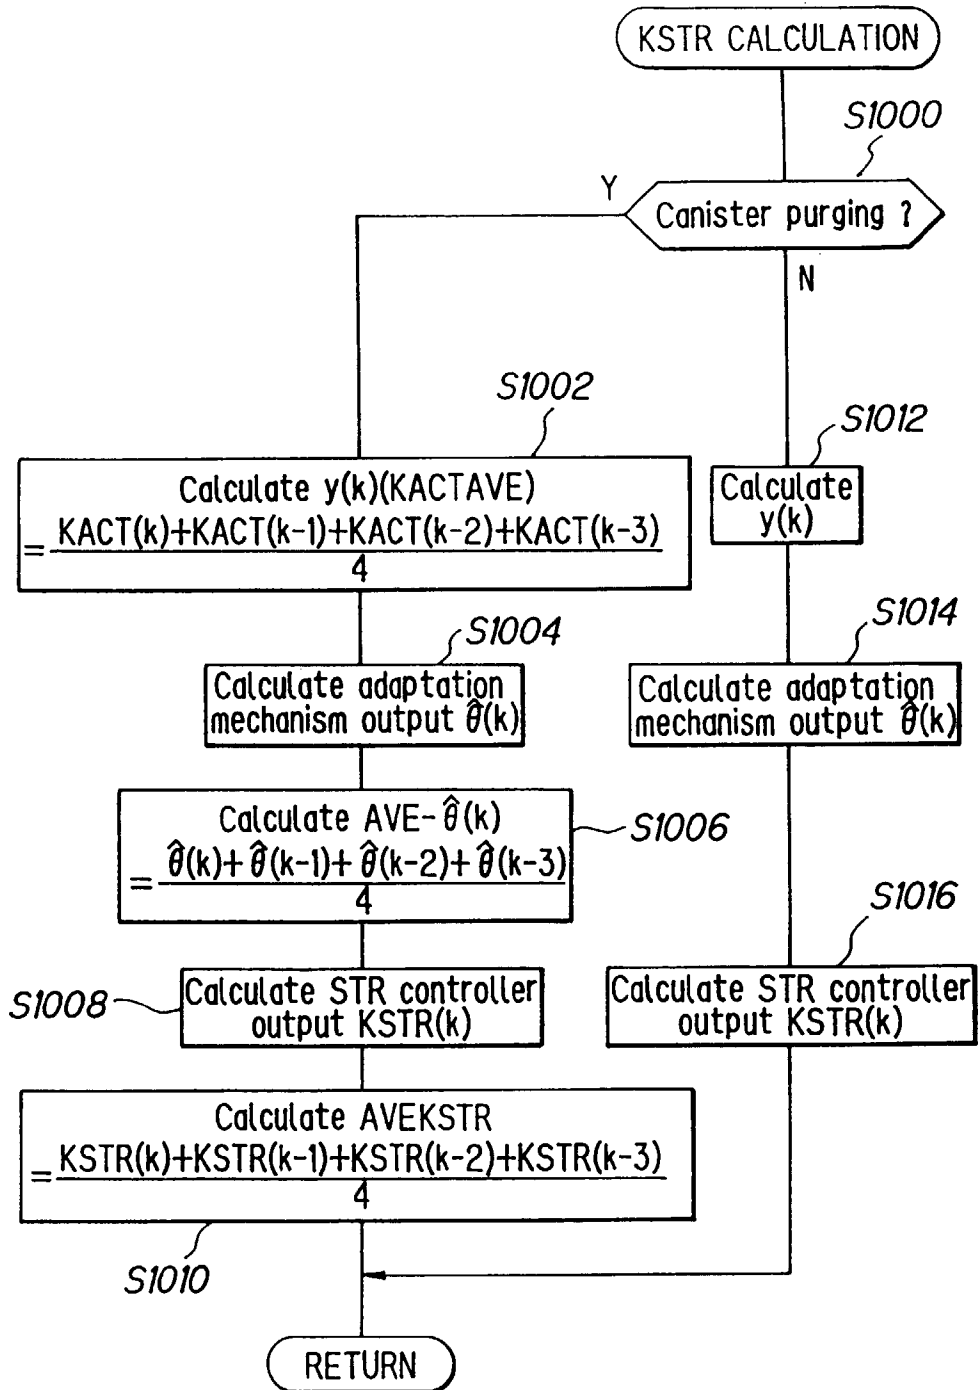 KSTR CALCULATION
S1000
Canister purging ?
Y
N
S1002
Calculate y(k)(KACTAVE)
= KACT(k)+KACT(k-1)+KACT(k-2)+KACT(k-3)
4
S1004
Calculate adaptation
mechanism output θ̂(k)
Calculate AVE-θ̂(k)
= θ̂(k)+θ̂(k-1)+θ̂(k-2)+θ̂(k-3)
4
S1006
S1008
Calculate STR controller
output KSTR(k)
Calculate AVEKSTR
= KSTR(k)+KSTR(k-1)+KSTR(k-2)+KSTR(k-3)
4
S1010
S1012
Calculate
y(k)
S1014
Calculate adaptation
mechanism output θ̂(k)
S1016
Calculate STR controller
output KSTR(k)
RETURN